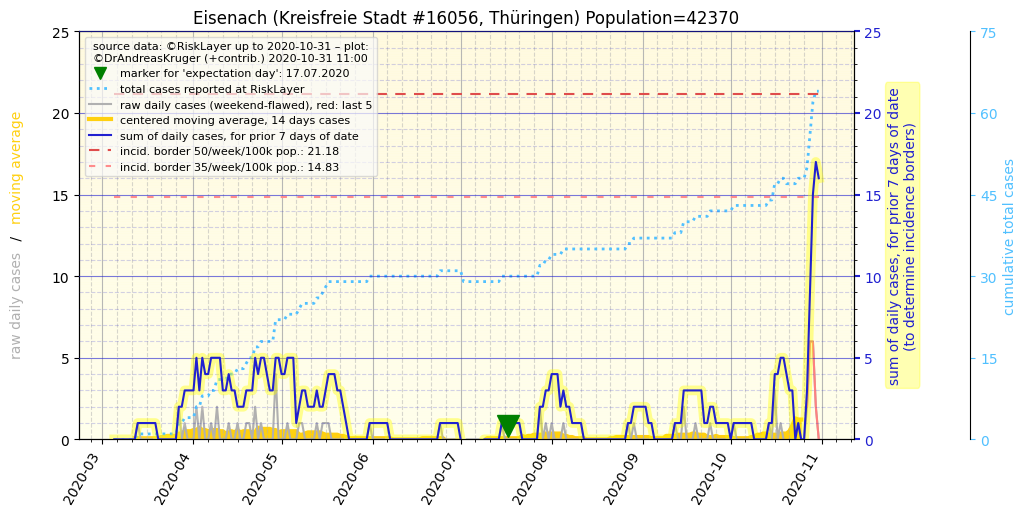 Eisenach (Kreisfreie Stadt #16056, Thüringen) Population=42370
source data: ©RiskLayer up to 2020-10-31 – plot:
©DrAndreasKruger (+contrib.) 2020-10-31 11:00
marker for 'expectation day': 17.07.2020
total cases reported at RiskLayer
raw daily cases (weekend-flawed), red: last 5
centered moving average, 14 days cases
sum of daily cases, for prior 7 days of date
incid. border 50/week/100k pop.: 21.18
incid. border 35/week/100k pop.: 14.83
raw daily cases / moving average
25
20
15
10
5
0
2020-03
2020-04
2020-05
2020-06
2020-07
2020-08
2020-09
2020-10
2020-11
25
20
15
10
5
0
sum of daily cases, for prior 7 days of date
(to determine incidence borders)
75
60
45
30
15
0
cumulative total cases